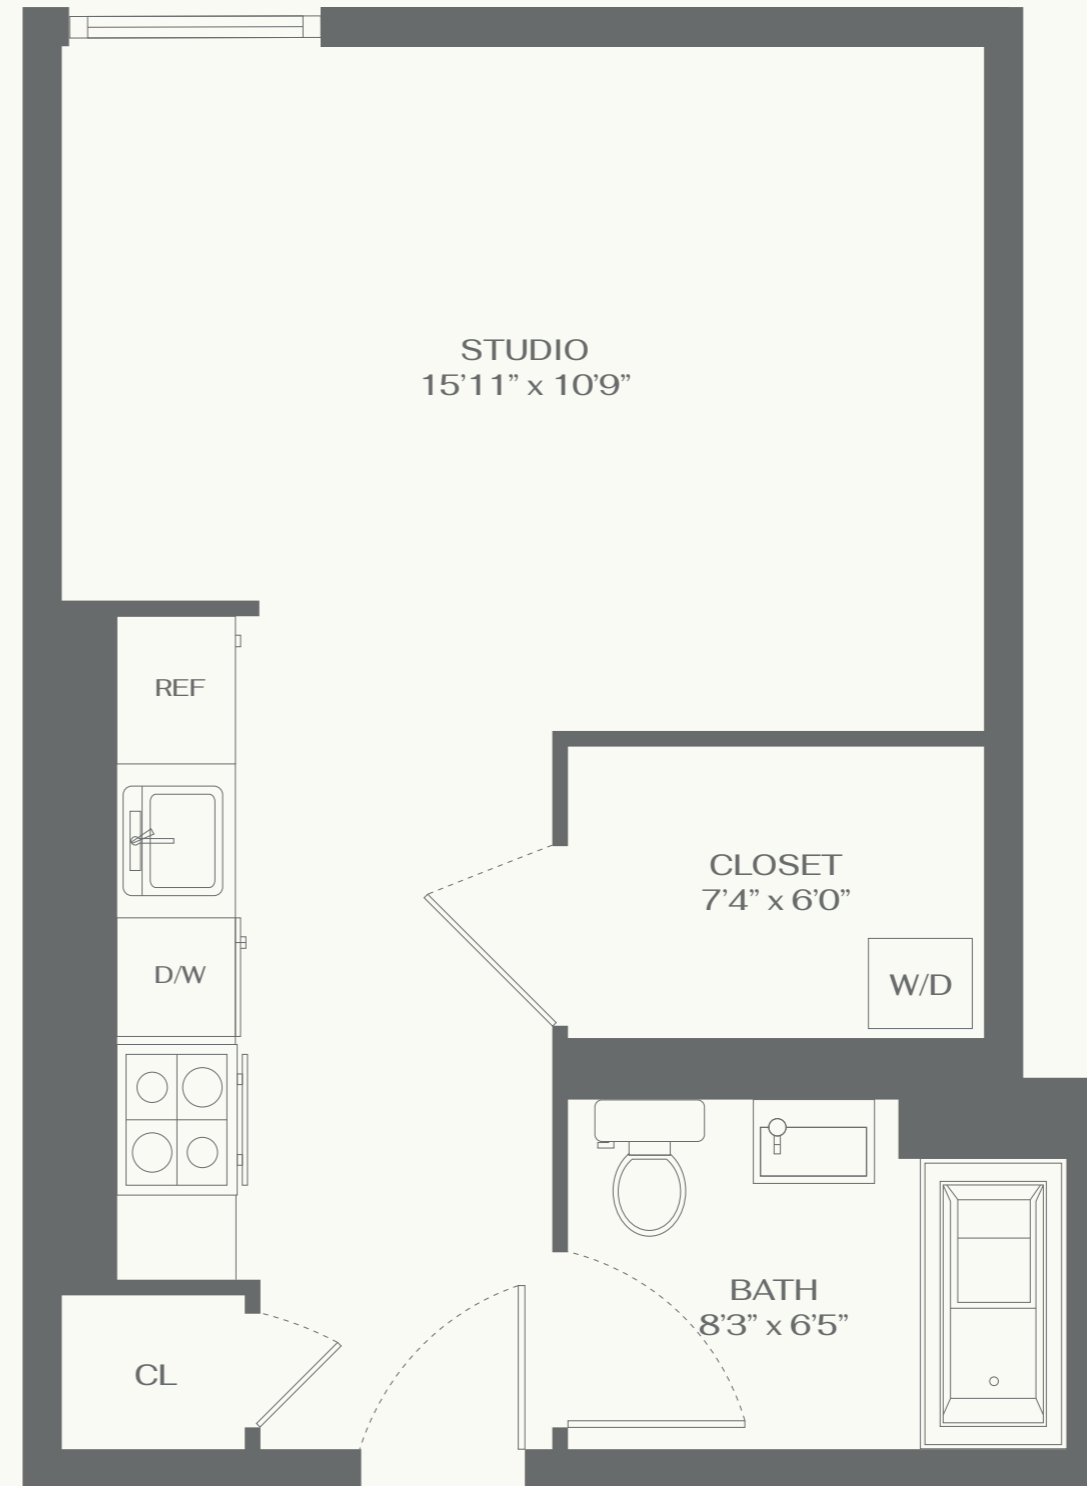 STUDIO
15’11” x 10’9”
REF
CLOSET
7’4” x 6’0”
D/W
W/D
BATH
8’3” x 6’5”
CL